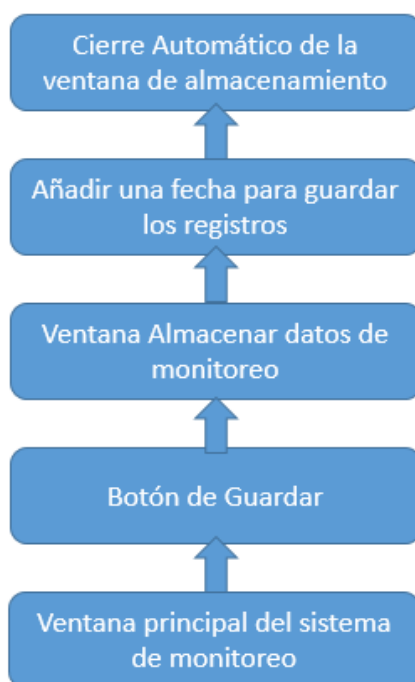 Cierre Automático de la
ventana de almacenamiento
Añadir una fecha para guardar
los registros
Ventana Almacenar datos de
monitoreo
Botón de Guardar
Ventana principal del sistema
de monitoreo